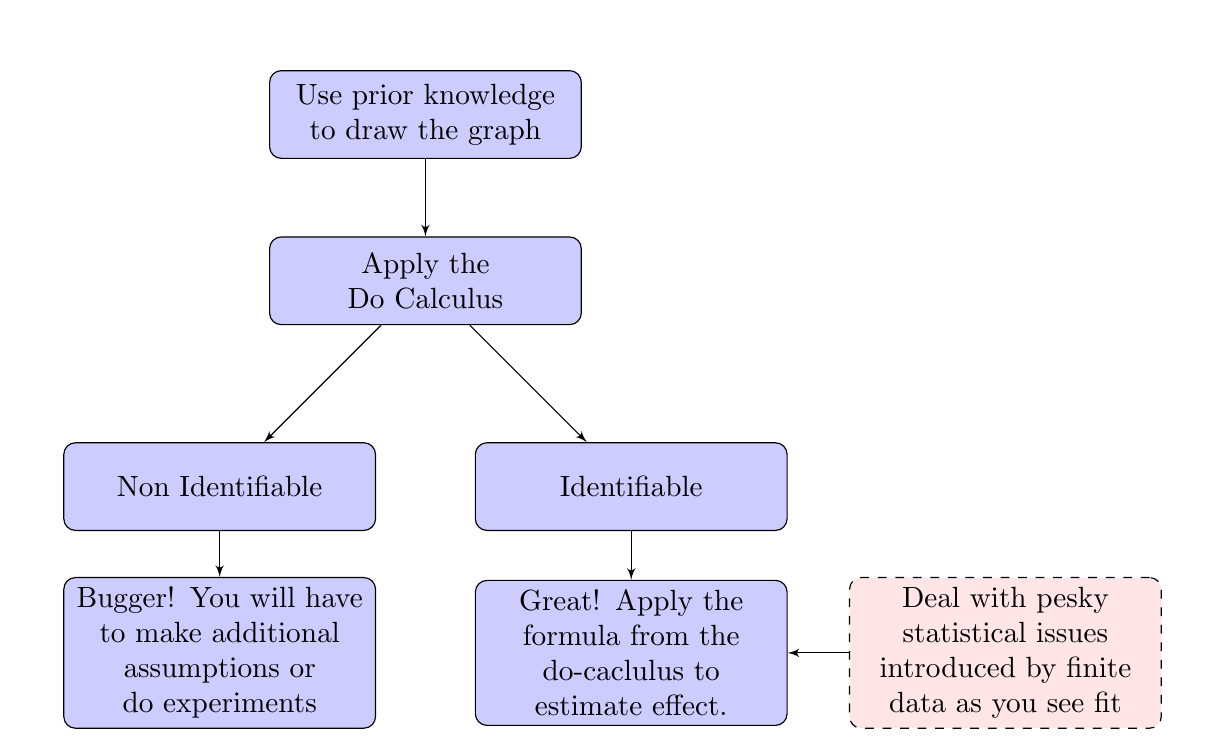 Use prior knowledge
to draw the graph
Apply the
Do Calculus
Non Identifiable
Identifiable
Bugger! You will have
to make additional
assumptions or
do experiments
Great! Apply the
formula from the
do-caclulus to
estimate effect.
Deal with pesky
statistical issues
introduced by finite
data as you see fit